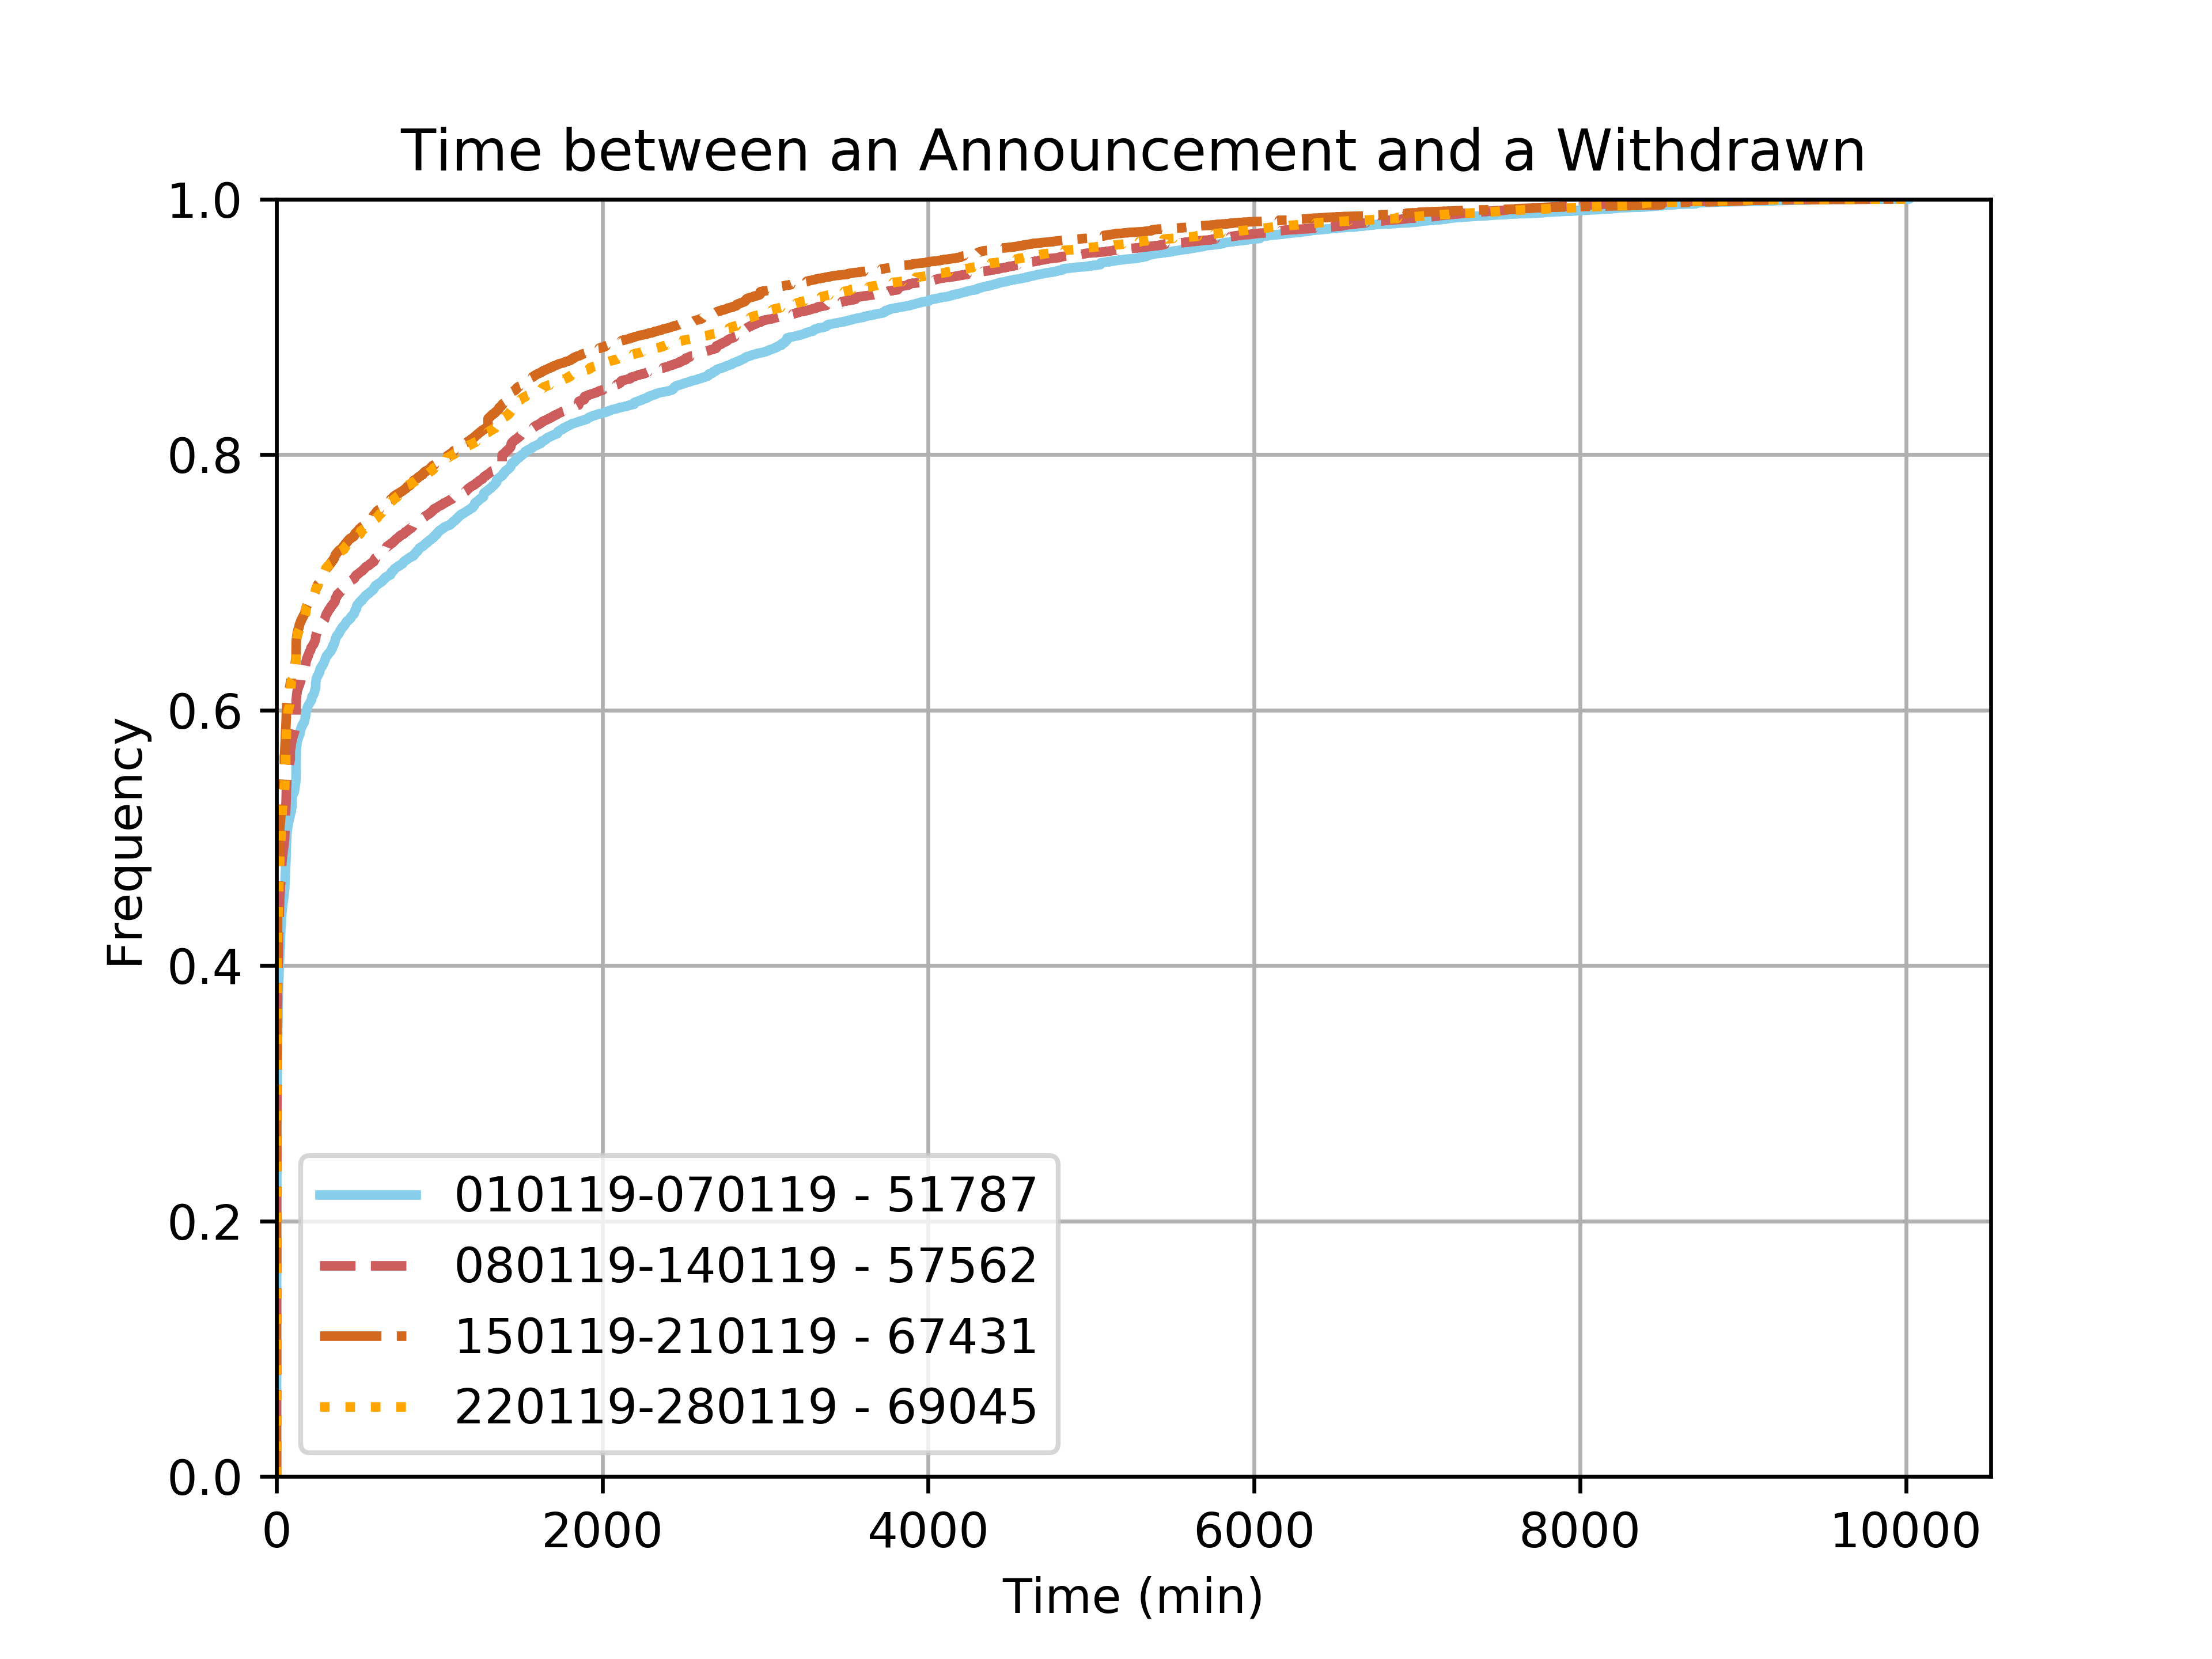 Time between an Announcement and a Withdrawn
1.0
0.8
0.6
0.4
0.2
0.0
Frequency
010119-070119 - 51787
080119-140119 - 57562
150119-210119 - 67431
220119-280119 - 69045
0 2000 4000 6000 8000 10000
Time (min)